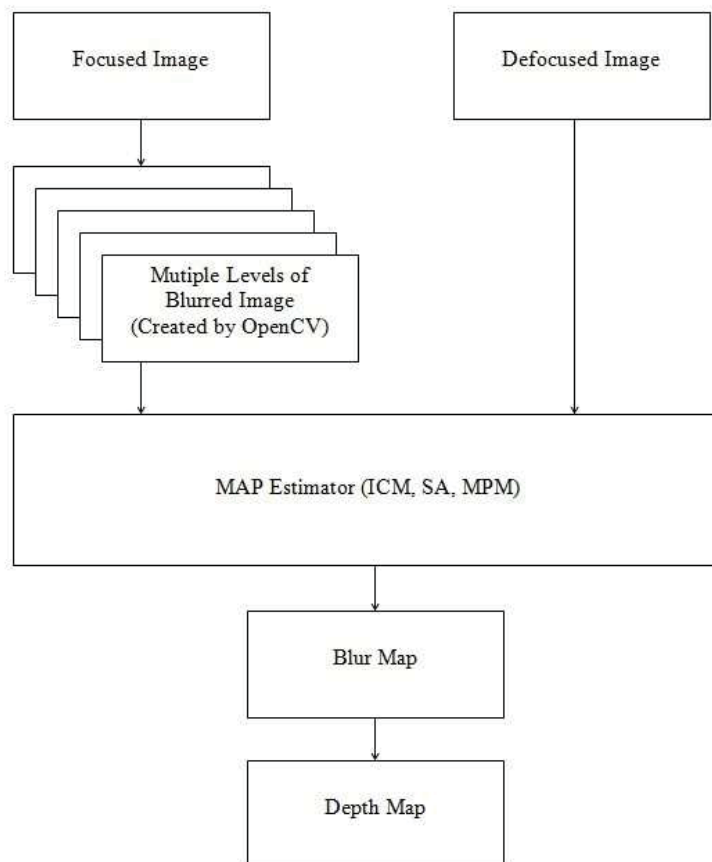 Focused Image
Defocused Image
Mutiple Levels of
Blurred Image
(Created by OpenCV)
MAP Estimator (ICM, SA, MPM)
Blur Map
Depth Map